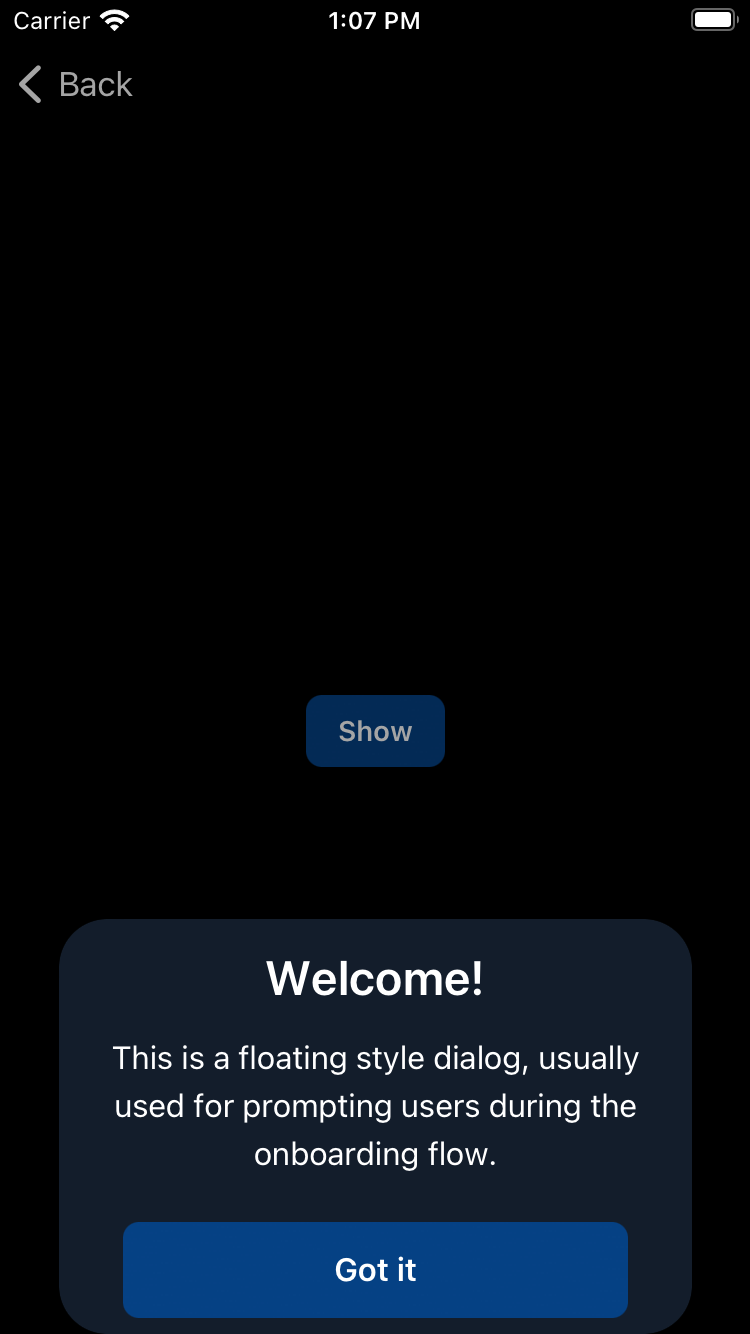 Carrier 1:07 PM
Back
Show
Welcome!
This is a floating style dialog, usually
used for prompting users during the
onboarding flow.
Got it